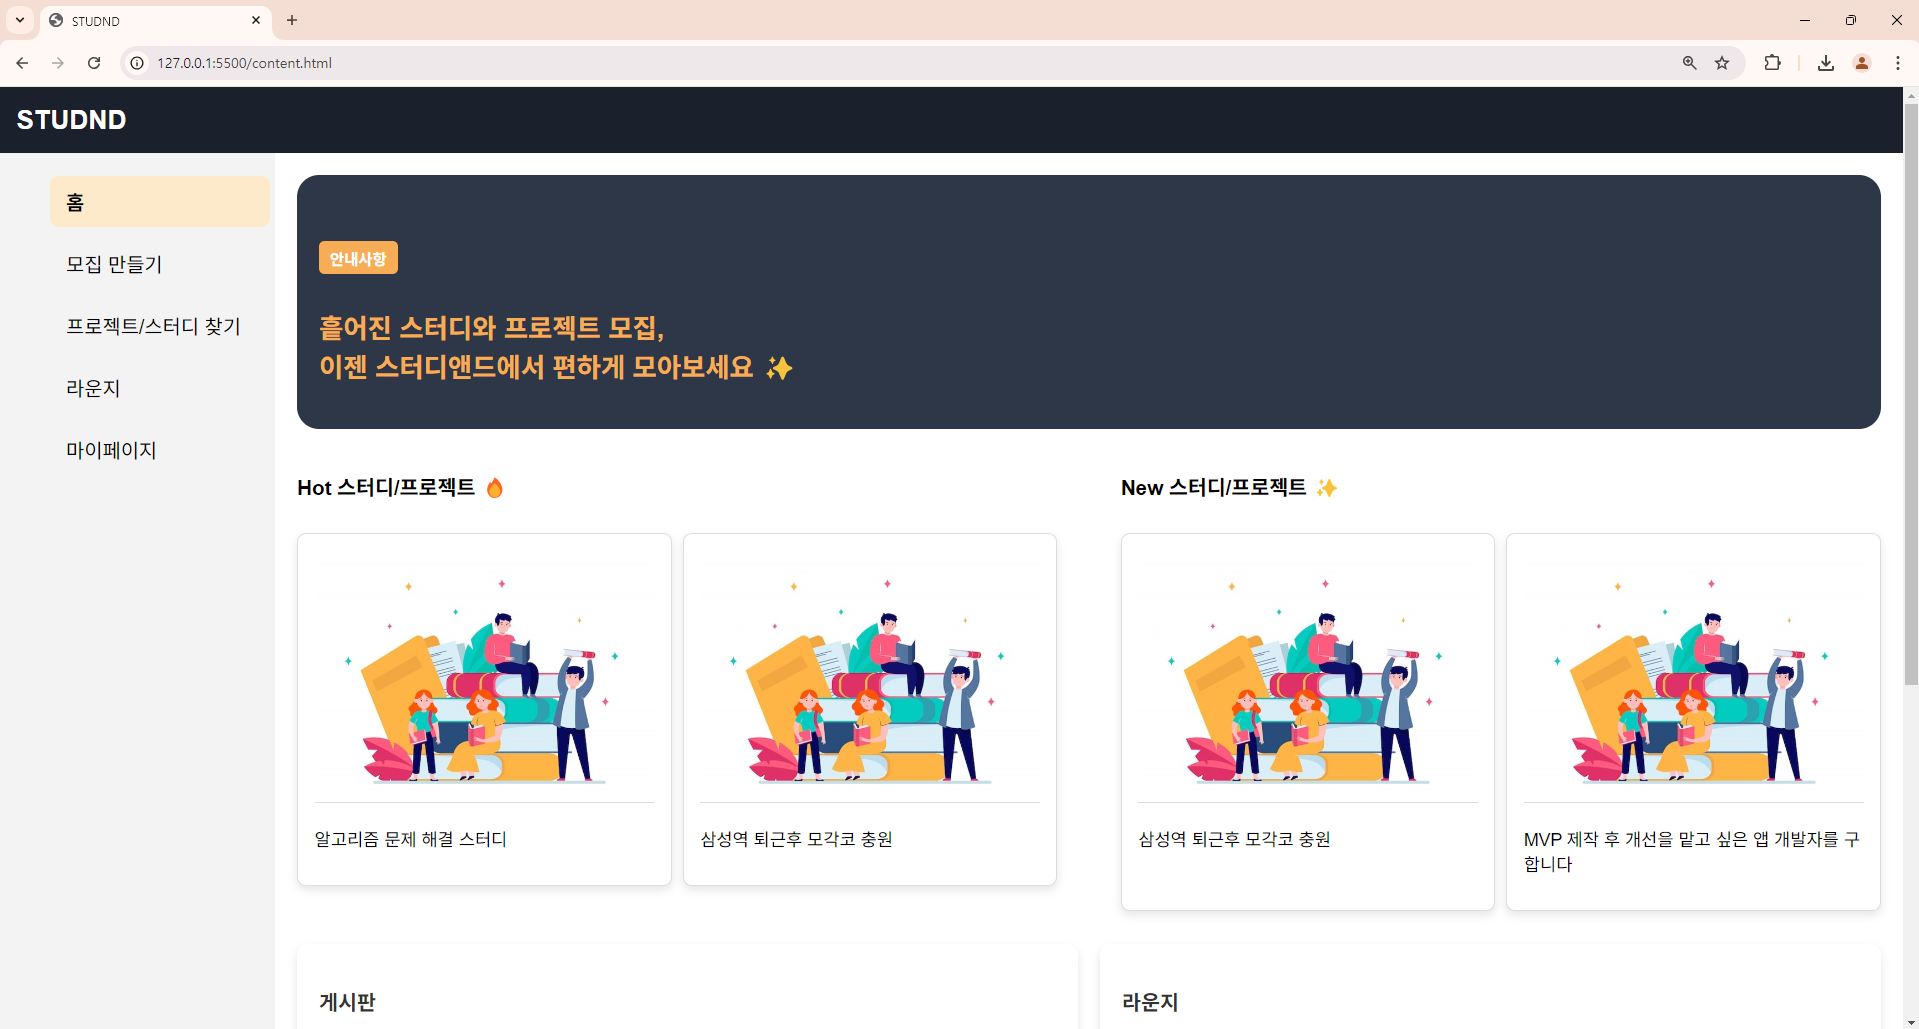 STUDND
127.0.0.1:5500/content.html
STUDND
홈
모집 만들기
프로젝트/스터디 찾기
라운지
마이페이지
안내사항
흩어진 스터디와 프로젝트 모집,
이젠 스터디앤드에서 편하게 모아보세요 ✨
Hot 스터디/프로젝트 🔥
알고리즘 문제 해결 스터디
삼성역 퇴근후 모각코 충원
New 스터디/프로젝트 ✨
삼성역 퇴근후 모각코 충원
MVP 제작 후 개선을 맡고 싶은 앱 개발자를 구
합니다
게시판
라운지